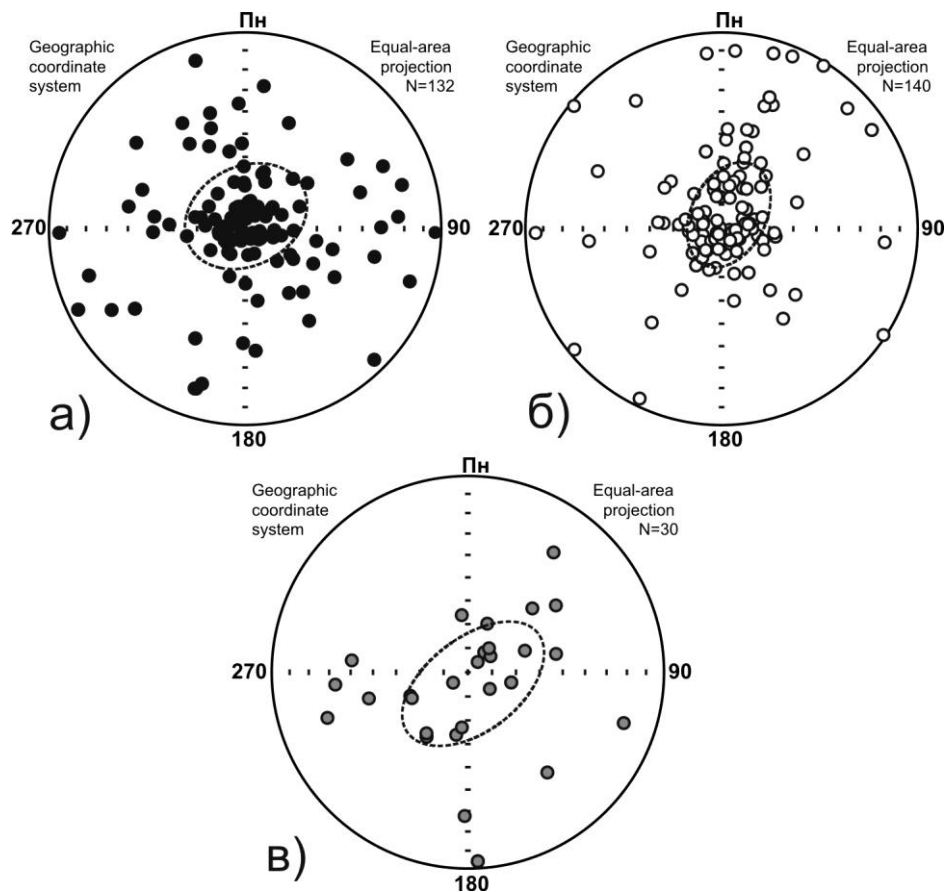 Пн
Geographic
coordinate
system
Equal-area
projection
N=132
270
90
180
а)
Пн
Geographic
coordinate
system
Equal-area
projection
N=140
270
90
180
б)
Пн
Geographic
coordinate
system
Equal-area
projection
N=30
270
90
180
в)